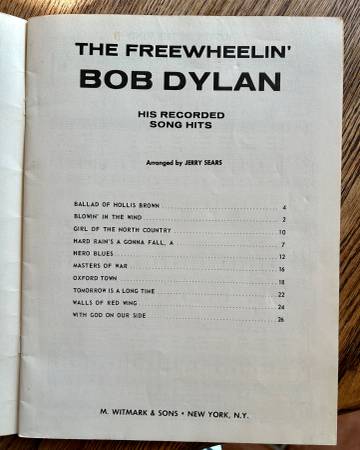 THE FREEWHEELIN'
BOB DYLAN
HIS RECORDED
SONG HITS
Arranged by JERRY SEARS
BALLAD OF HOLLIS BROWN 4
BLOWIN' IN THE WIND 2
GIRL OF THE NORTH COUNTRY 10
HARD RAIN'S A GONNA FALL, A 7
HERO BLUES 12
MASTERS OF WAR 16
OXFORD TOWN 18
TOMORROW IS A LONG TIME 22
WALLS OF RED WING 24
WITH GOD ON OUR SIDE 26
M. WITMARK & SONS • NEW YORK, N.Y.